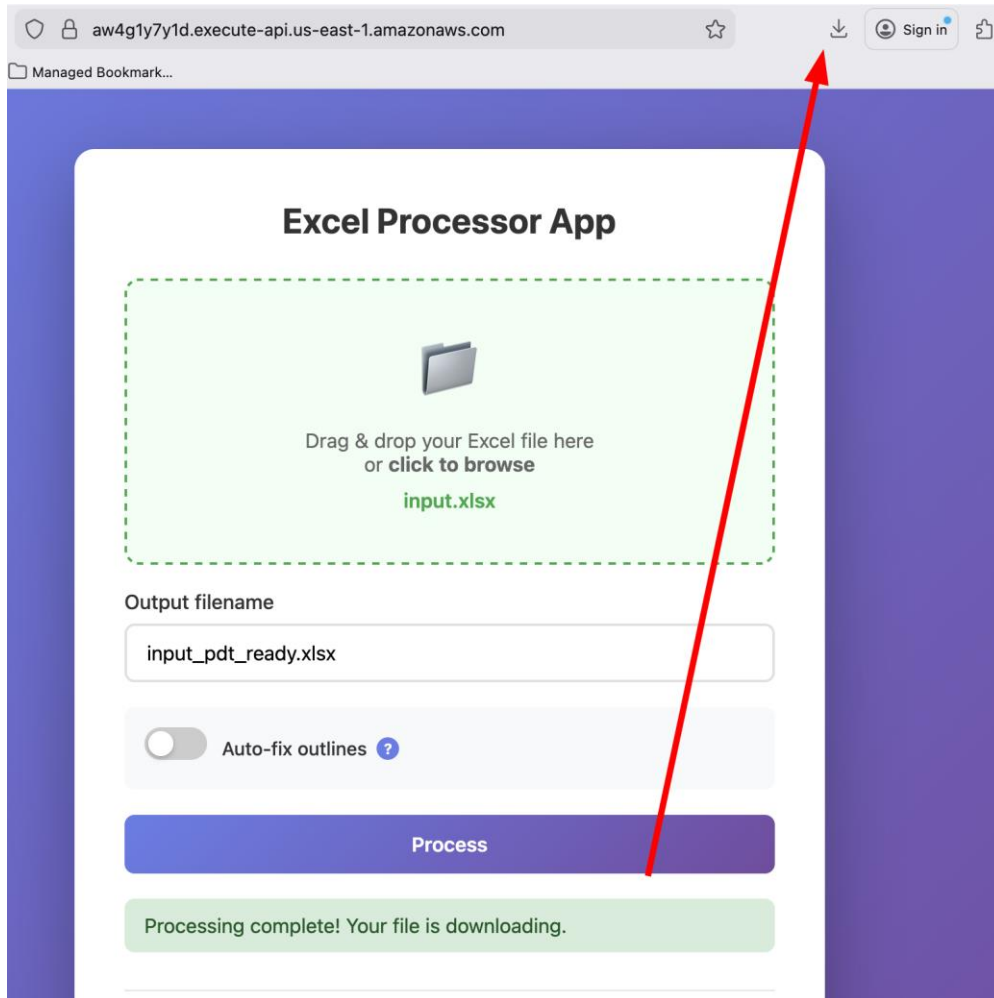 aw4g1y7y1d.execute-api.us-east-1.amazonaws.com
Sign in
Managed Bookmark...
Excel Processor App
Drag & drop your Excel file here
or click to browse
input.xlsx
Output filename
input_pdt_ready.xlsx
Auto-fix outlines ?
Process
Processing complete! Your file is downloading.